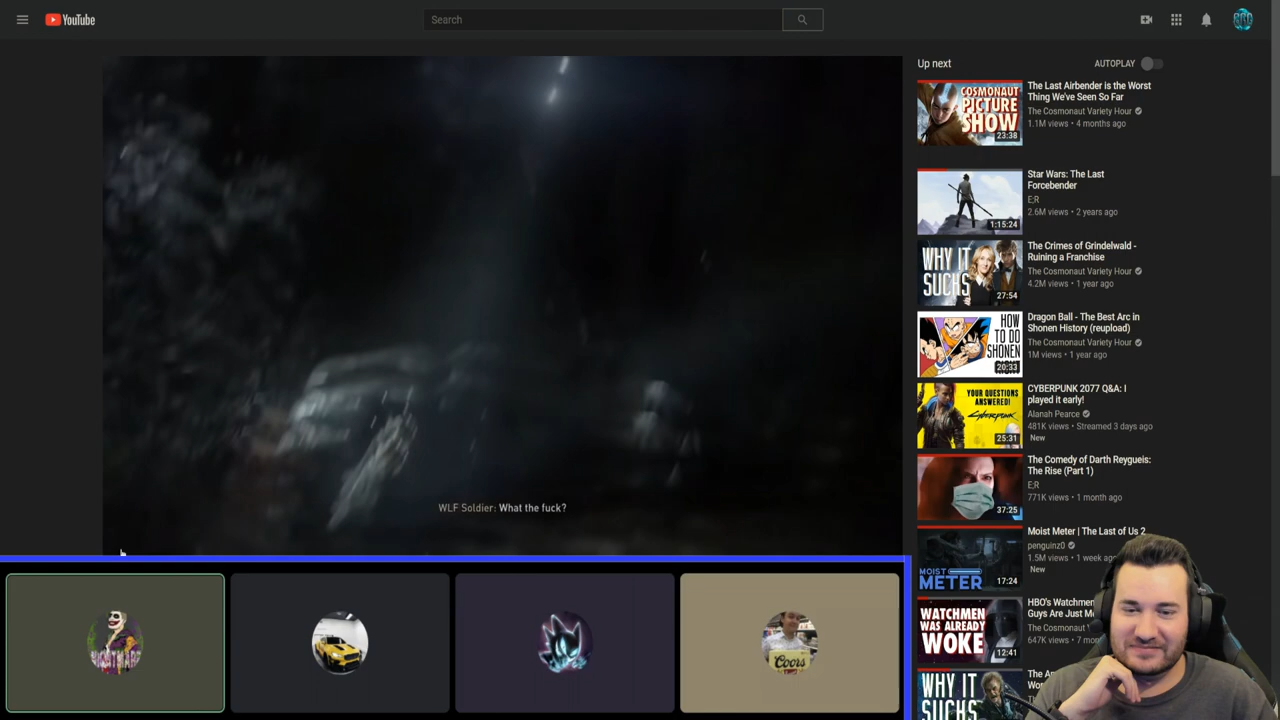 YouTube
Search
Up next
AUTOPLAY
COSMONAUT
PICTURE
SHOW
23:38
The Last Airbender is the Worst
Thing We've Seen So Far
The Cosmonaut Variety Hour
1.1M views • 4 months ago
1:15:24
Star Wars: The Last
Forcebender
E;R
2.6M views • 2 years ago
WHY IT
SUCKS
27:54
The Crimes of Grindelwald -
Ruining a Franchise
The Cosmonaut Variety Hour
4.2M views • 1 year ago
HOW
TO DO
SHONEN
RIGHT
20:33
Dragon Ball - The Best Arc in
Shonen History (reupload)
The Cosmonaut Variety Hour
1M views • 1 year ago
YOUR QUESTIONS
ANSWERED!
CYBERPUNK
25:31
CYBERPUNK 2077 Q&A: I
played it early!
Alanah Pearce
481K views • Streamed 3 days ago
New
37:25
The Comedy of Darth Reygueis:
The Rise (Part 1)
E;R
771K views • 1 month ago
MOIST
METER
17:24
Moist Meter | The Last of Us 2
penguinz0
1.5M views • 1 week
New
WATCHMEN
WAS ALREADY
WOKE
12:41
HBO's Watchmen
Guys Are Just
The Cosmonaut
647K views • 7
WHY IT
SUCKS
The
WLF Soldier: What the fuck?
NIGHTMARE
Coors